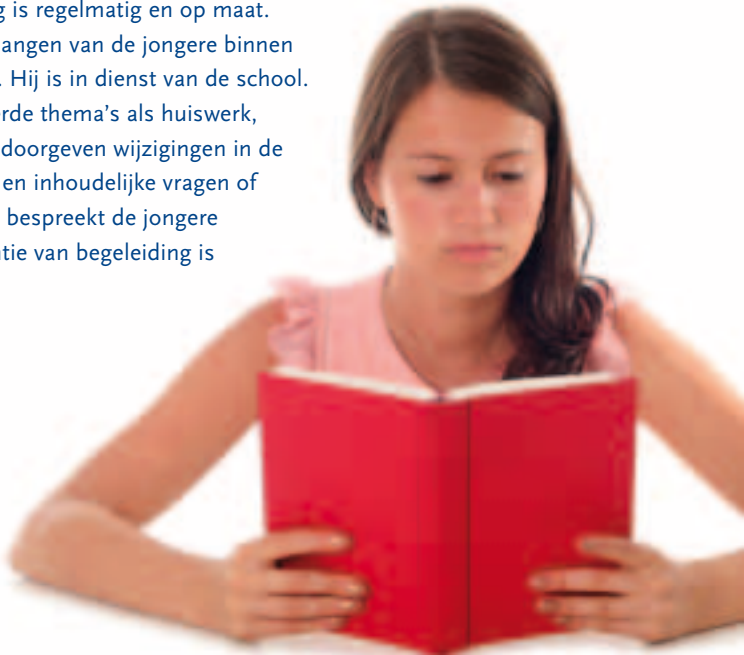 g is regelmatig en op maat.
angen van de jongere binnen
. Hij is in dienst van de school.
rde thema's als huiswerk,
doorgeven wijzigingen in de
en inhoudelijke vragen of
bespreekt de jongere
tie van begeleiding is